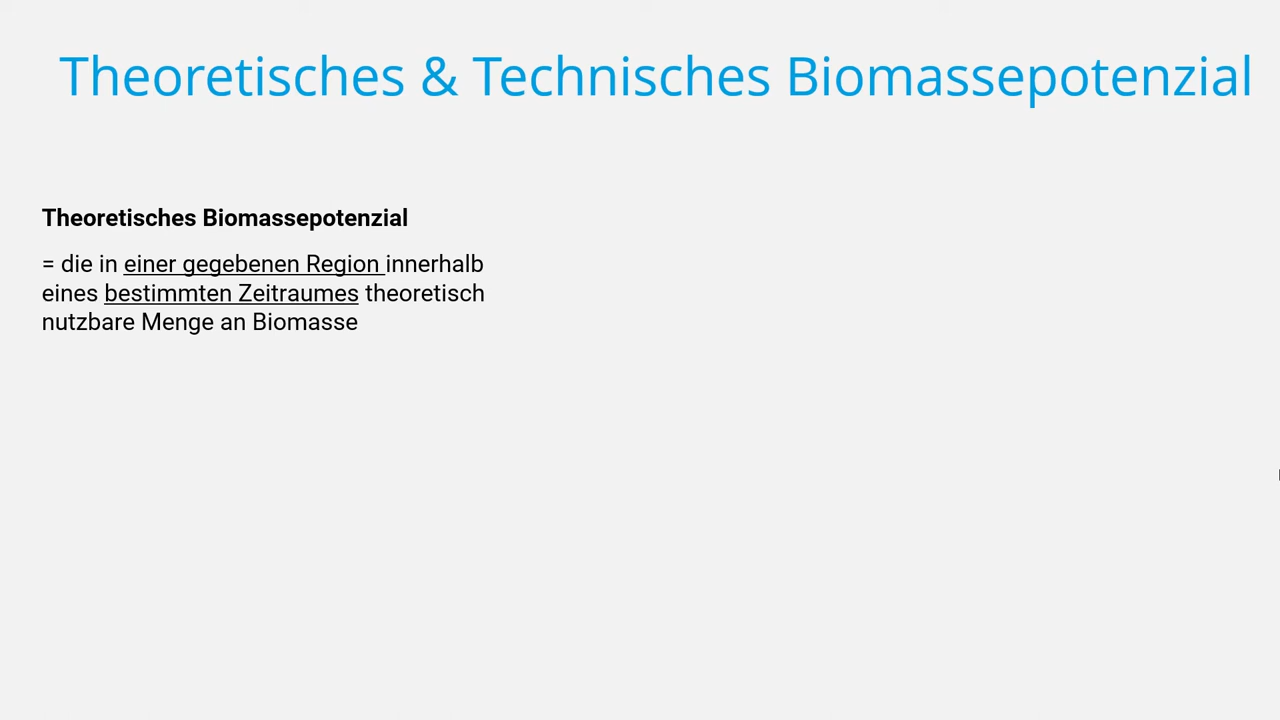 Theoretisches & Technisches Biomassepotenzial
Theoretisches Biomassepotenzial
= die in einer gegebenen Region innerhalb
eines bestimmten Zeitraumes theoretisch
nutzbare Menge an Biomasse